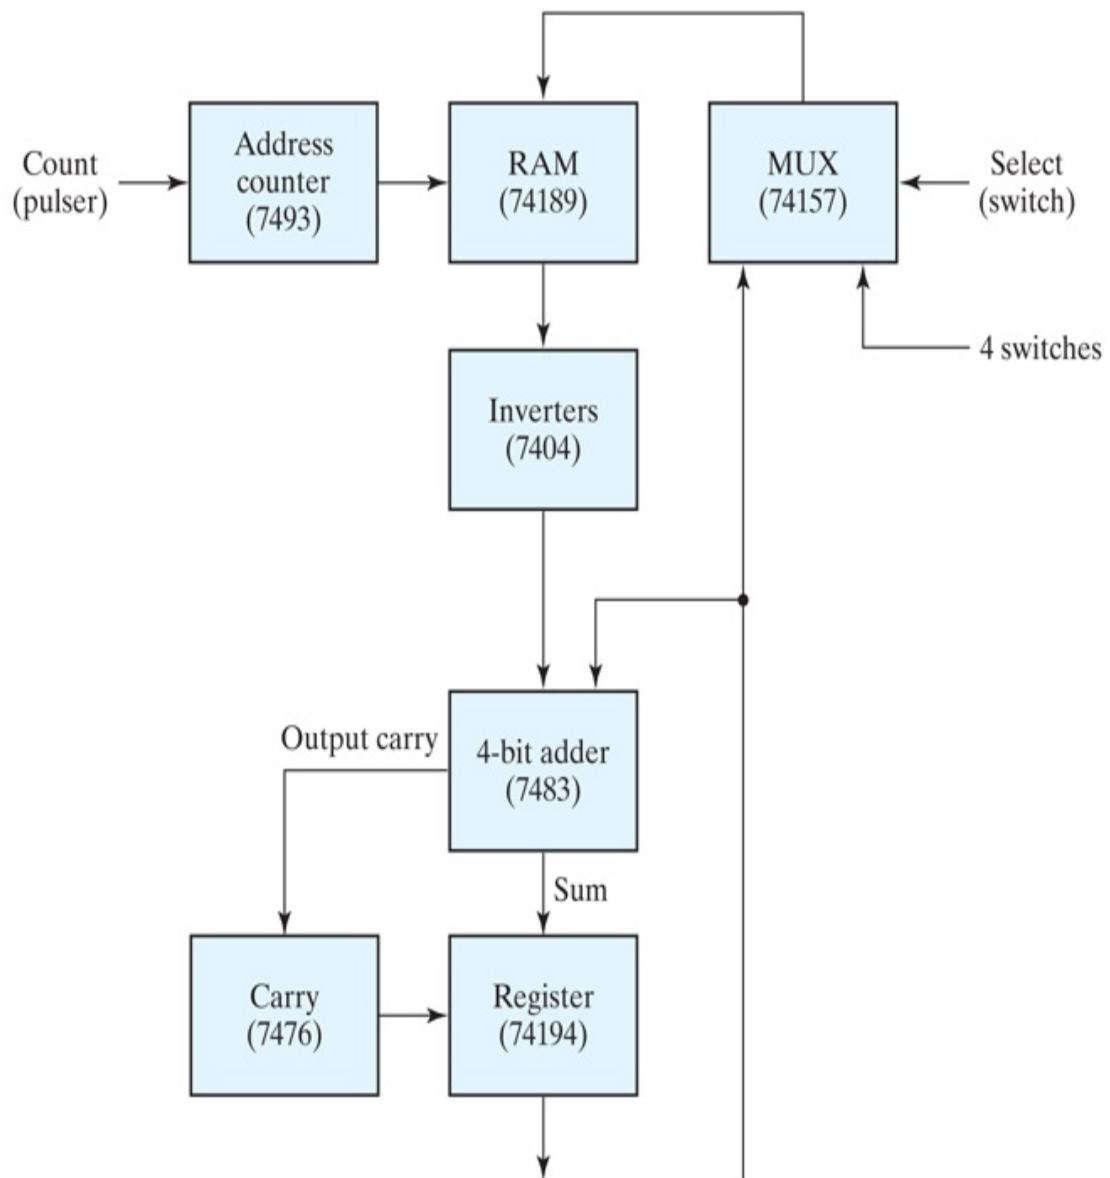 Count
(pulser)
Address
counter
(7493)
RAM
(74189)
MUX
(74157)
Select
(switch)
4 switches
Inverters
(7404)
Output carry
4-bit adder
(7483)
Sum
Carry
(7476)
Register
(74194)